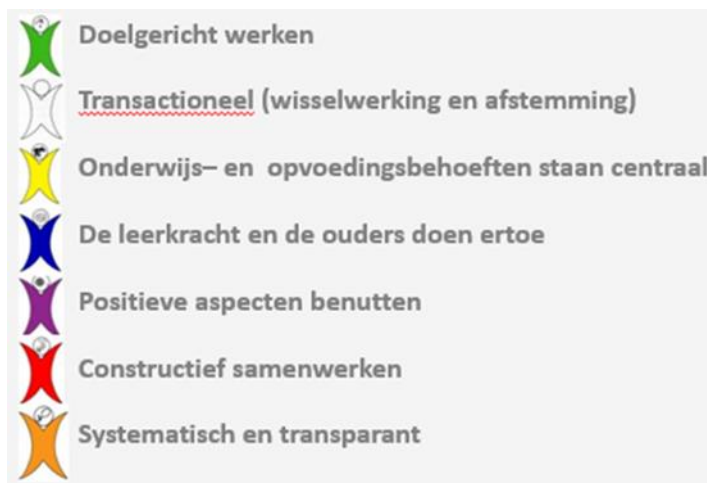 Doelgericht werken
Transactioneel (wisselwerking en afstemming)
Onderwijs– en  opvoedingsbehoeften staan centraal
De leerkracht en de ouders doen ertoe
Positieve aspecten benutten
Constructief samenwerken
Systematisch en transparant